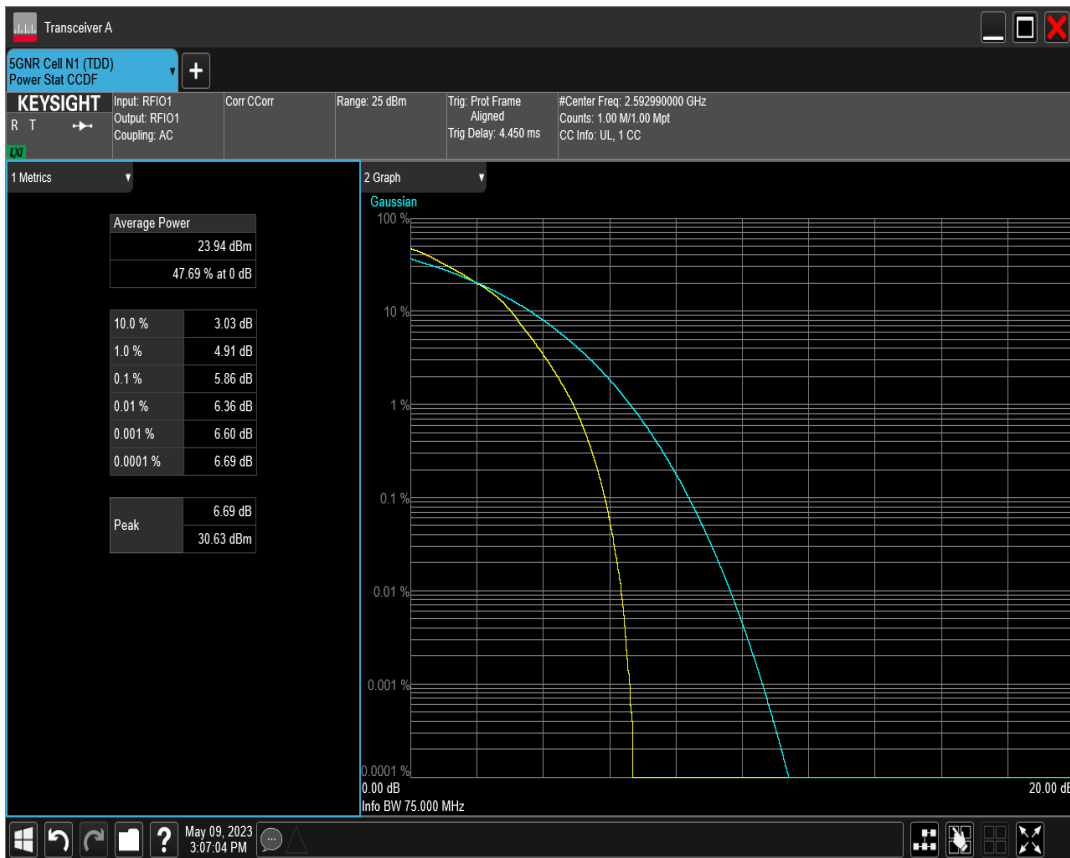 Transceiver A
5GNR Cell N1 (TDD)
Power Stat CCDF
+
KEYSIGHT
R T
LXI
Input: RFIO1
Output: RFIO1
Coupling: AC
Corr CCorr
Range: 25 dBm
Trig: Prot Frame
Aligned
Trig Delay: 4.450 ms
#Center Freq: 2.592990000 GHz
Counts: 1.00 M/1.00 Mpt
CC Info: UL, 1 CC
1 Metrics
Average Power
23.94 dBm
47.69 % at 0 dB
10.0 % 3.03 dB
1.0 % 4.91 dB
0.1 % 5.86 dB
0.01 % 6.36 dB
0.001 % 6.60 dB
0.0001 % 6.69 dB
Peak
6.69 dB
30.63 dBm
2 Graph
Gaussian
100 %
10 %
1 %
0.1 %
0.01 %
0.001 %
0.0001 %
0.00 dB 20.00 dB
Info BW 75.000 MHz
?
May 09, 2023
3:07:04 PM